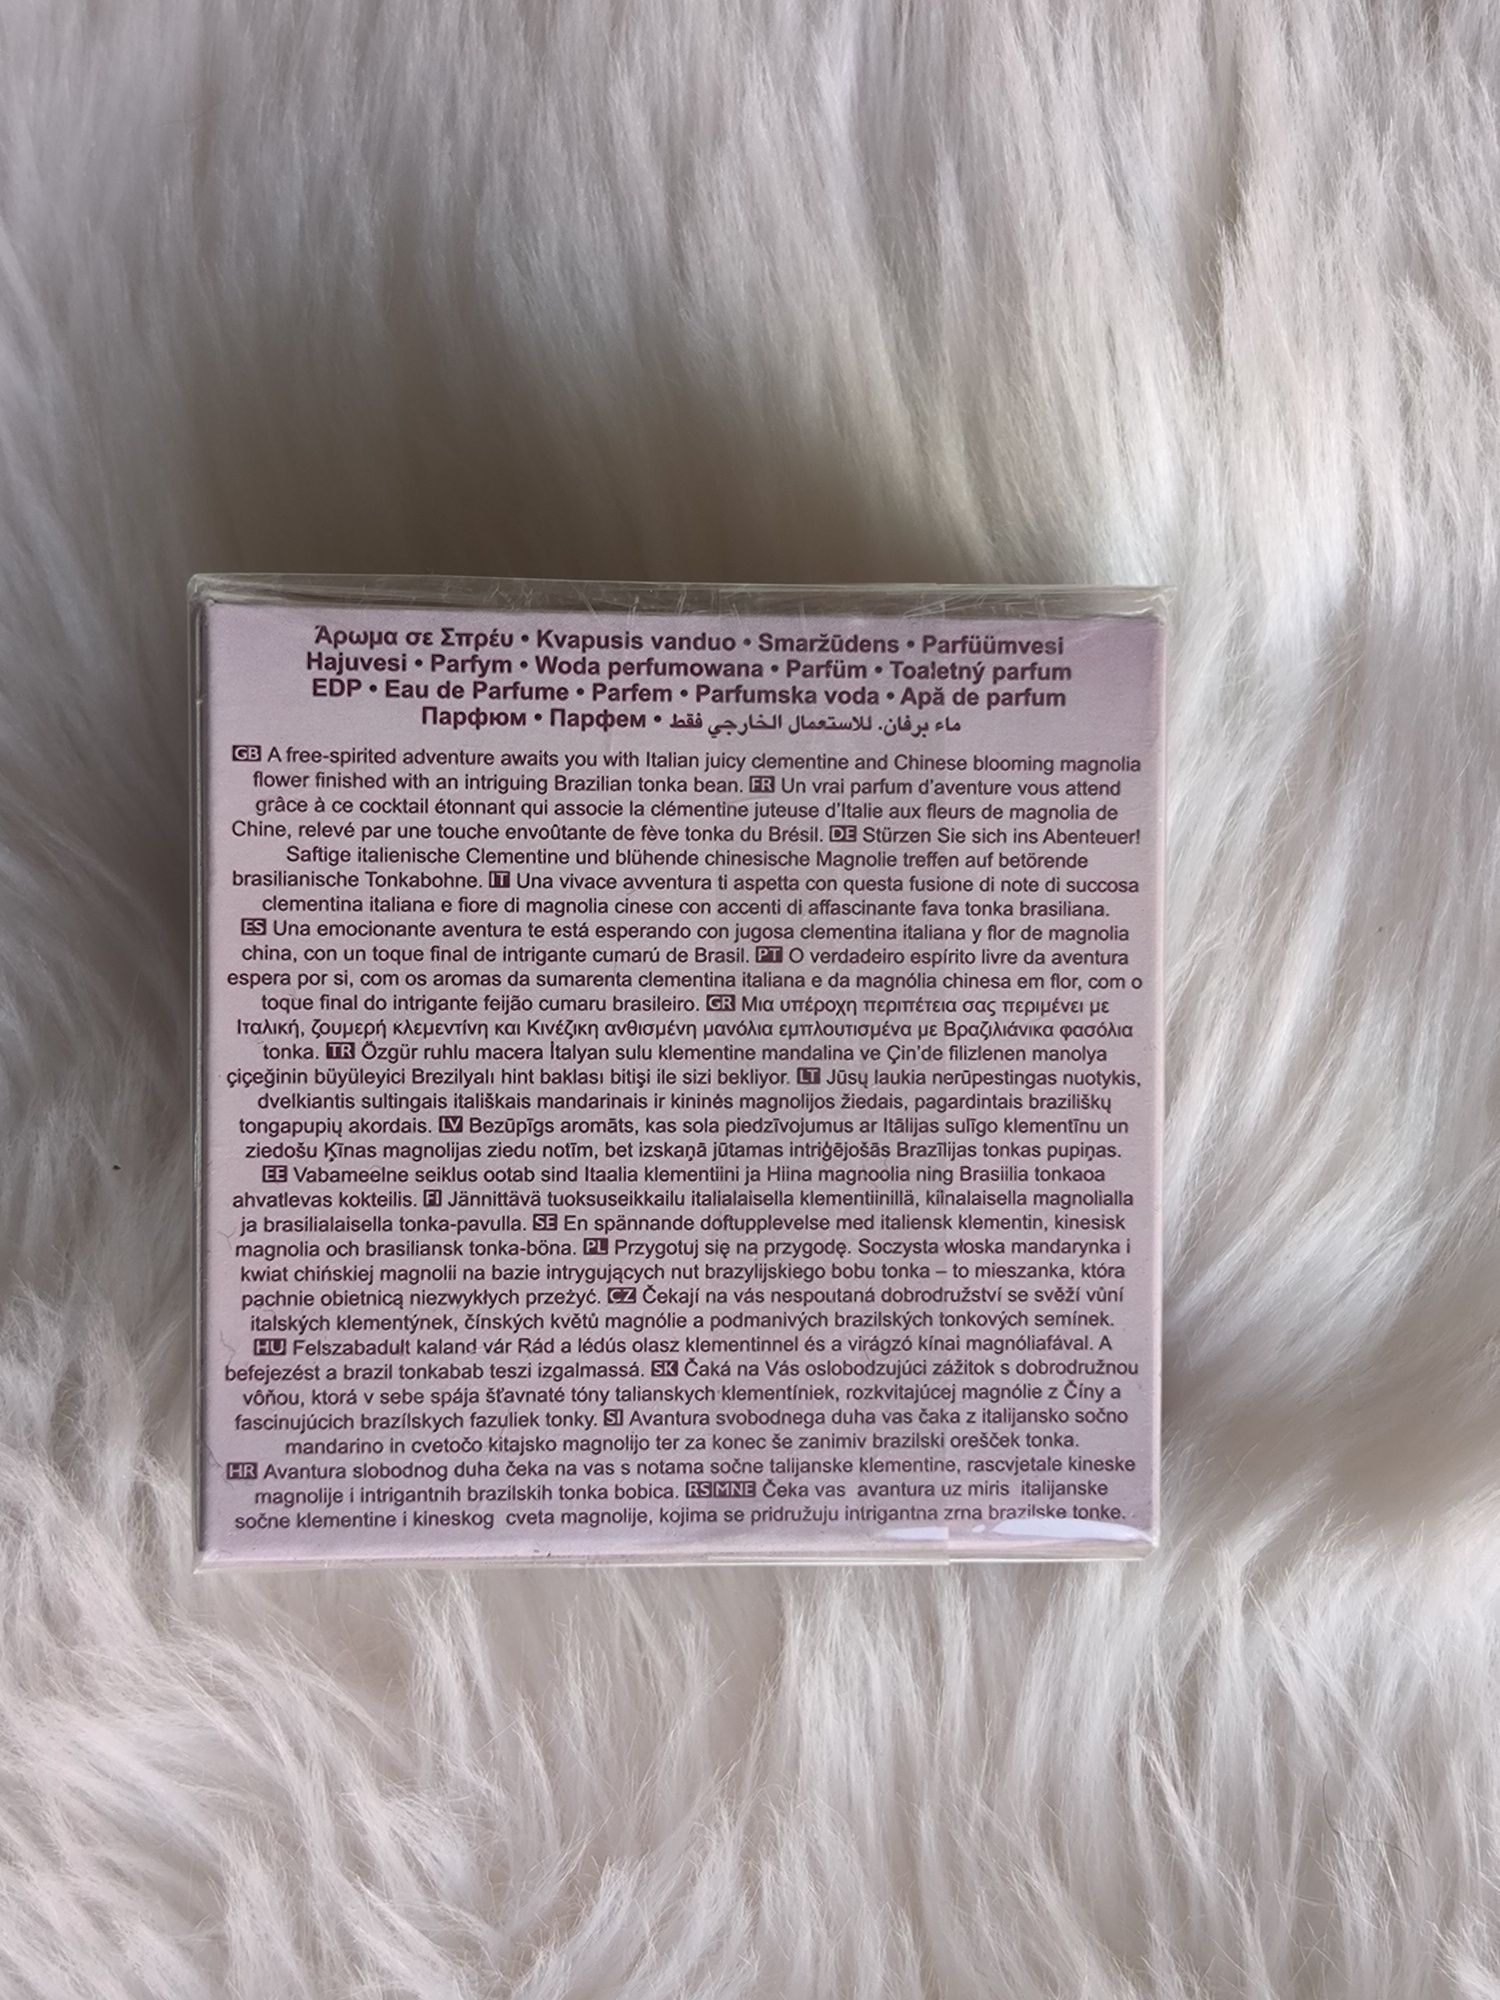 Άρωμα σε Σπρέυ • Kvapusis vanduo • Smaržūdens • Parfüümvesi
Hajuvesi • Parfym • Woda perfumowana • Parfüm • Toaletný parfum
EDP • Eau de Parfume • Parfem • Parfumska voda • Apă de parfum
Парфюм • Парфем • ماء برفان. للاستعمال الخارجي فقط
GB A free-spirited adventure awaits you with Italian juicy clementine and Chinese blooming magnolia
flower finished with an intriguing Brazilian tonka bean. FR Un vrai parfum d'aventure vous attend
grâce à ce cocktail étonnant qui associe la clémentine juteuse d'Italie aux fleurs de magnolia de
Chine, relevé par une touche envoûtante de fève tonka du Brésil. DE Stürzen Sie sich ins Abenteuer!
Saftige italienische Clementine und blühende chinesische Magnolie treffen auf betörende
brasilianische Tonkabohne. IT Una vivace avventura ti aspetta con questa fusione di note di succosa
clementina italiana e fiore di magnolia cinese con accenti di affascinante fava tonka brasiliana.
ES Una emocionante aventura te está esperando con jugosa clementina italiana y flor de magnolia
china, con un toque final de intrigante cumarú de Brasil. PT O verdadeiro espírito livre da aventura
espera por si, com os aromas da sumarenta clementina italiana e da magnólia chinesa em flor, com o
toque final do intrigante feijão cumaru brasileiro. GR Μια υπέροχη περιπέτεια σας περιμένει με
Ιταλική, ζουμερή κλεμεντίνη και Κινέζικη ανθισμένη μανόλια εμπλουτισμένα με Βραζιλιάνικα φασόλια
tonka. TR Özgür ruhlu macera İtalyan sulu klementine mandalina ve Çin'de filizlenen manolya
çiçeğinin büyüleyici Brezilyalı hint baklası bitişi ile sizi bekliyor. LT Jūsų laukia nerūpestingas nuotykis,
dvelkiantis sultingais itališkais mandarinais ir kininės magnolijos žiedais, pagardintais braziliškų
tongapupių akordais. LV Bezūpīgs aromāts, kas sola piedzīvojumus ar Itālijas sulīgo klementīnu un
ziedošu Ķīnas magnolijas ziedu notīm, bet izskaņā jūtamas intriģējošās Brazīlijas tonkas pupiņas.
EE Vabameelne seiklus ootab sind Itaalia klementiini ja Hiina magnoolia ning Brasiilia tonkaoa
ahvatlevas kokteilis. FI Jännittävä tuoksuseikkailu italialaisella klementiinillä, kiinalaisella magnolialla
ja brasilialaisella tonka-pavulla. SE En spännande doftupplevelse med italiensk klementin, kinesisk
magnolia och brasiliansk tonka-böna. PL Przygotuj się na przygodę. Soczysta włoska mandarynka i
kwiat chińskiej magnolii na bazie intrygujących nut brazylijskiego bobu tonka – to mieszanka, która
pachnie obietnicą niezwykłych przeżyć. CZ Čekají na vás nespoutaná dobrodružství se svěží vůní
italských klementýnek, čínských květů magnólie a podmanivých brazilských tonkových semínek.
HU Felszabadult kaland vár Rád a lédús olasz klementinnel és a virágzó kínai magnóliafával. A
befejezést a brazil tonkabab teszi izgalmassá. SK Čaká na Vás oslobodzujúci zážitok s dobrodružnou
vôňou, ktorá v sebe spája šťavnaté tóny talianskych klementíniek, rozkvitajúcej magnólie z Číny a
fascinujúcich brazílskych fazuliek tonky. SI Avantura svobodnega duha vas čaka z italijansko sočno
mandarino in cvetočo kitajsko magnolijo ter za konec še zanimiv brazilski orešček tonka.
HR Avantura slobodnog duha čeka na vas s notama sočne talijanske klementine, rascvjetale kineske
magnolije i intrigantnih brazilskih tonka bobica. RS MNE Čeka vas avantura uz miris italijanske
sočne klementine i kineskog cveta magnolije, kojima se pridružuju intrigantna zrna brazilske tonke.